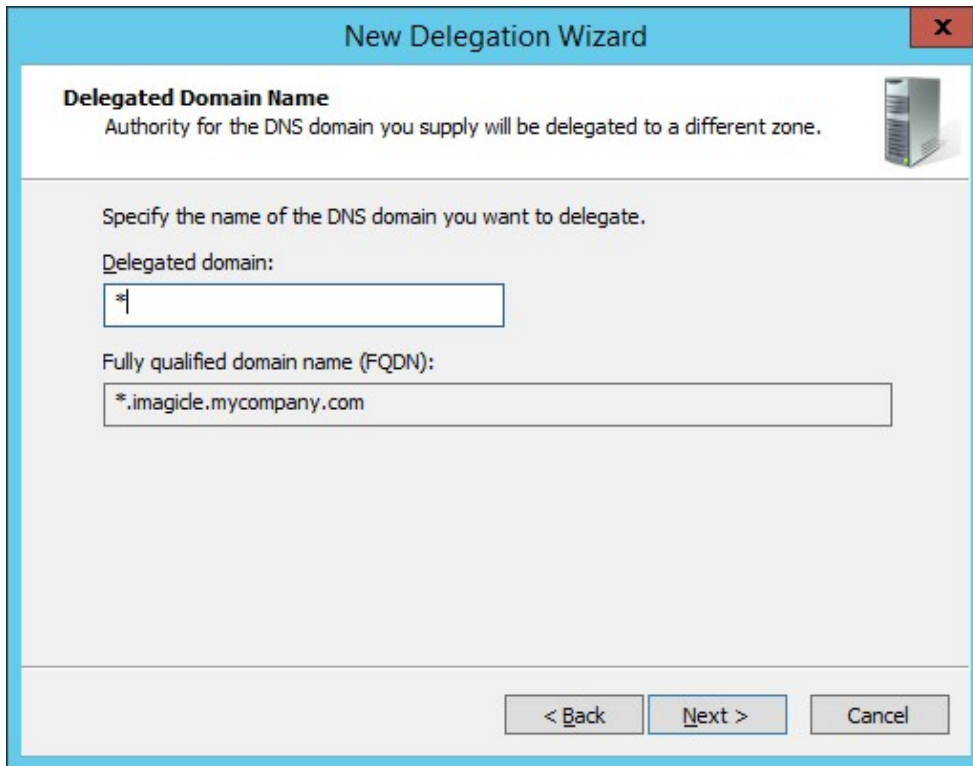 New Delegation Wizard
x
Delegated Domain Name
Authority for the DNS domain you supply will be delegated to a different zone.
Specify the name of the DNS domain you want to delegate.
Delegated domain:
*
Fully qualified domain name (FQDN):
*.imagicle.mycompany.com
< Back
Next >
Cancel